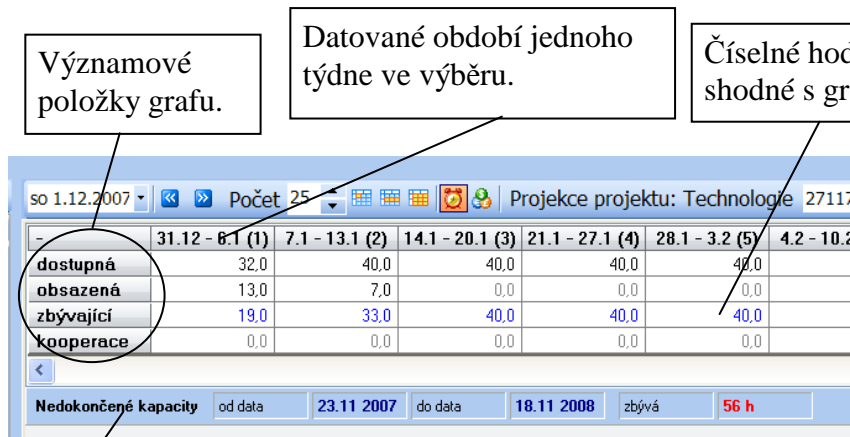 Významové
položky grafu.
Datované období jednoho
týdne ve výběru.
Číselné hod
shodné s gr
so 1.12.2007 Počet 25 Projekce projektu: Technologie 27117
- 31.12 - 6.1 (1) 7.1 - 13.1 (2) 14.1 - 20.1 (3) 21.1 - 27.1 (4) 28.1 - 3.2 (5) 4.2 - 10.2
dostupná 32,0 40,0 40,0 40,0 40,0
obsazená 13,0 7,0 0,0 0,0 0,0
zbývající 19,0 33,0 40,0 40,0 40,0
kooperace 0,0 0,0 0,0 0,0 0,0
Nedokončené kapacity od data 23.11 2007 do data 18.11 2008 zbývá 56 h